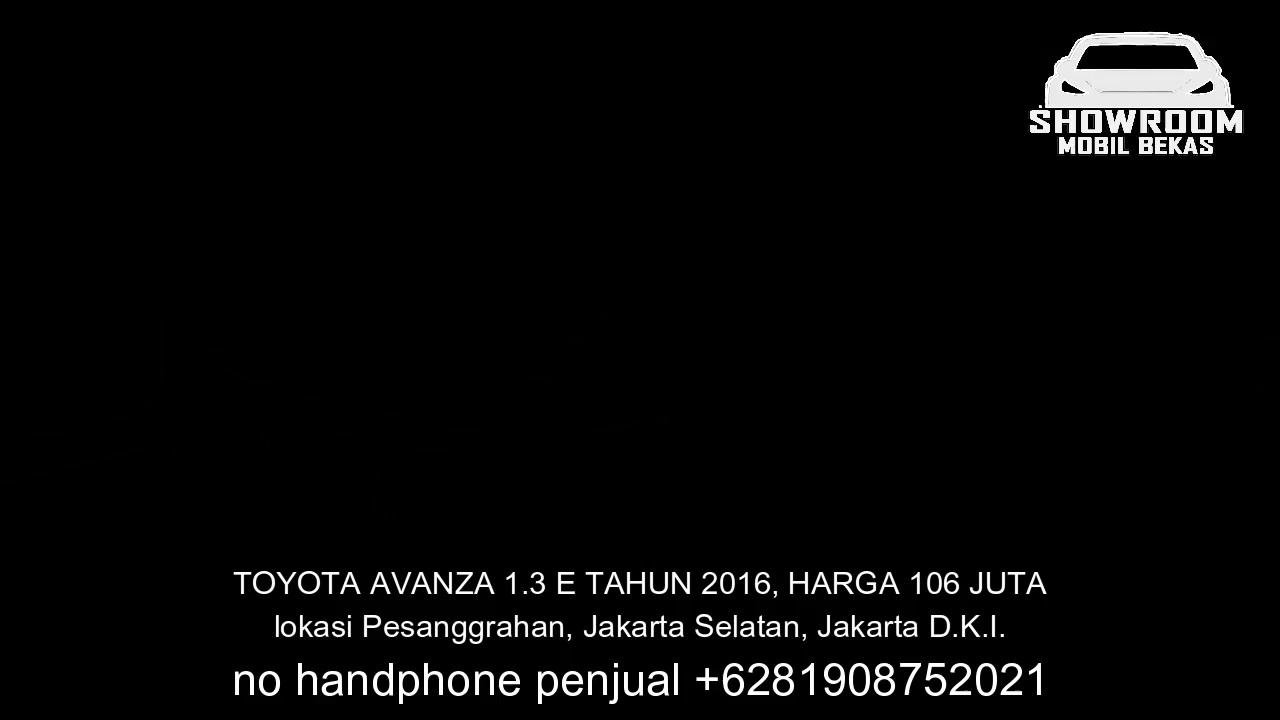 SHOWROOM
MOBIL BEKAS
TOYOTA AVANZA 1.3 E TAHUN 2016, HARGA 106 JUTA
lokasi Pesanggrahan, Jakarta Selatan, Jakarta D.K.I.
no handphone penjual +6281908752021